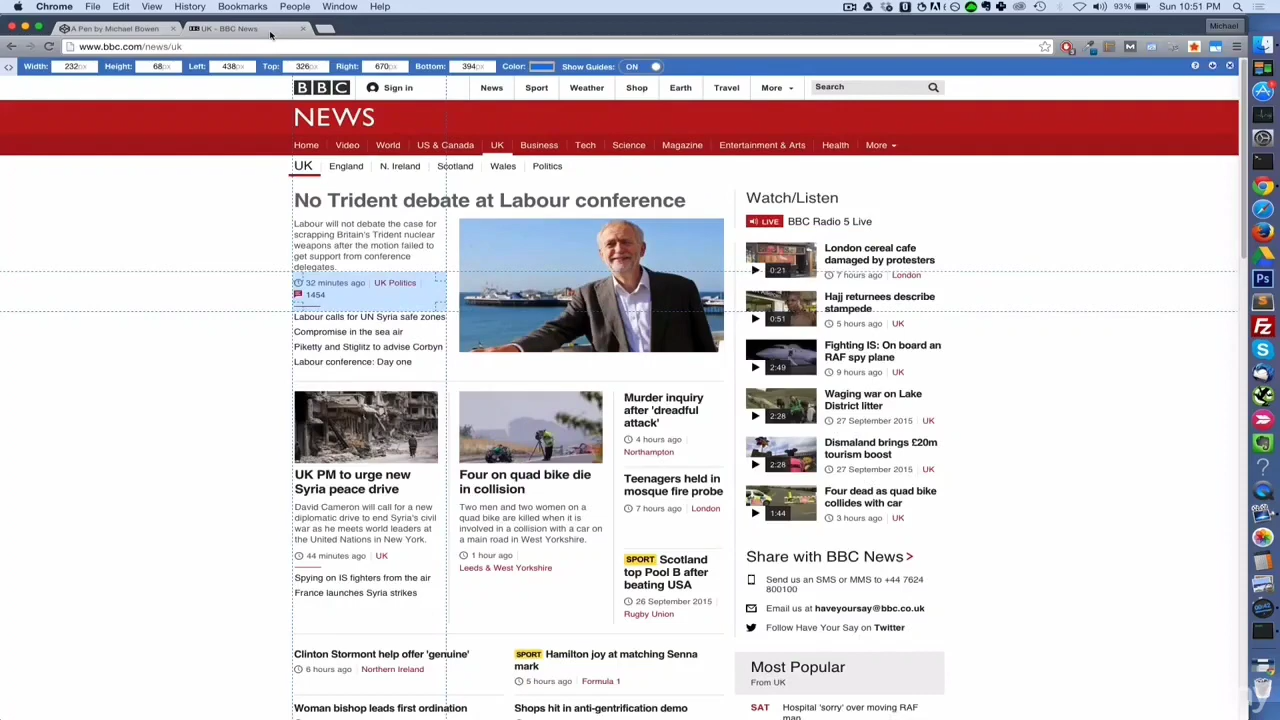 Chrome File Edit View History Bookmarks People Window Help
93% Sun 10:51 PM
A Pen by Michael Bowen
UK - BBC News
Michael
www.bbc.com/news/uk
Width: 232px Height: 68px Left: 438px Top: 326px Right: 670px Bottom: 394px Color: Show Guides: ON
BBC Sign in News Sport Weather Shop Earth Travel More Search
NEWS
Home Video World US & Canada UK Business Tech Science Magazine Entertainment & Arts Health More
UK England N. Ireland Scotland Wales Politics
No Trident debate at Labour conference
Labour will not debate the case for
scrapping Britain's Trident nuclear
weapons after the motion failed to
get support from conference
delegates.
32 minutes ago UK Politics
1454
Labour calls for UN Syria safe zones
Compromise in the sea air
Piketty and Stiglitz to advise Corbyn
Labour conference: Day one
UK PM to urge new
Syria peace drive
David Cameron will call for a new
diplomatic drive to end Syria's civil
war as he meets world leaders at
the United Nations in New York.
44 minutes ago UK
Spying on IS fighters from the air
France launches Syria strikes
Four on quad bike die
in collision
Two men and two women on a
quad bike are killed when it is
involved in a collision with a car on
a main road in West Yorkshire.
1 hour ago
Leeds & West Yorkshire
Murder inquiry
after 'dreadful
attack'
4 hours ago
Northampton
Teenagers held in
mosque fire probe
7 hours ago London
SPORT Scotland
top Pool B after
beating USA
26 September 2015
Rugby Union
Clinton Stormont help offer 'genuine'
6 hours ago Northern Ireland
SPORT Hamilton joy at matching Senna
mark
5 hours ago Formula 1
Woman bishop leads first ordination
Shops hit in anti-gentrification demo
Watch/Listen
LIVE BBC Radio 5 Live
0:21
London cereal cafe
damaged by protesters
7 hours ago London
0:51
Hajj returnees describe
stampede
5 hours ago UK
2:49
Fighting IS: On board an
RAF spy plane
9 hours ago UK
2:28
Waging war on Lake
District litter
27 September 2015 UK
2:28
Dismaland brings £20m
tourism boost
27 September 2015 UK
1:44
Four dead as quad bike
collides with car
3 hours ago UK
Share with BBC News >
Send us an SMS or MMS to +44 7624
800100
Email us at haveyoursay@bbc.co.uk
Follow Have Your Say on Twitter
Most Popular
From UK
SAT Hospital 'sorry' over moving RAF
man